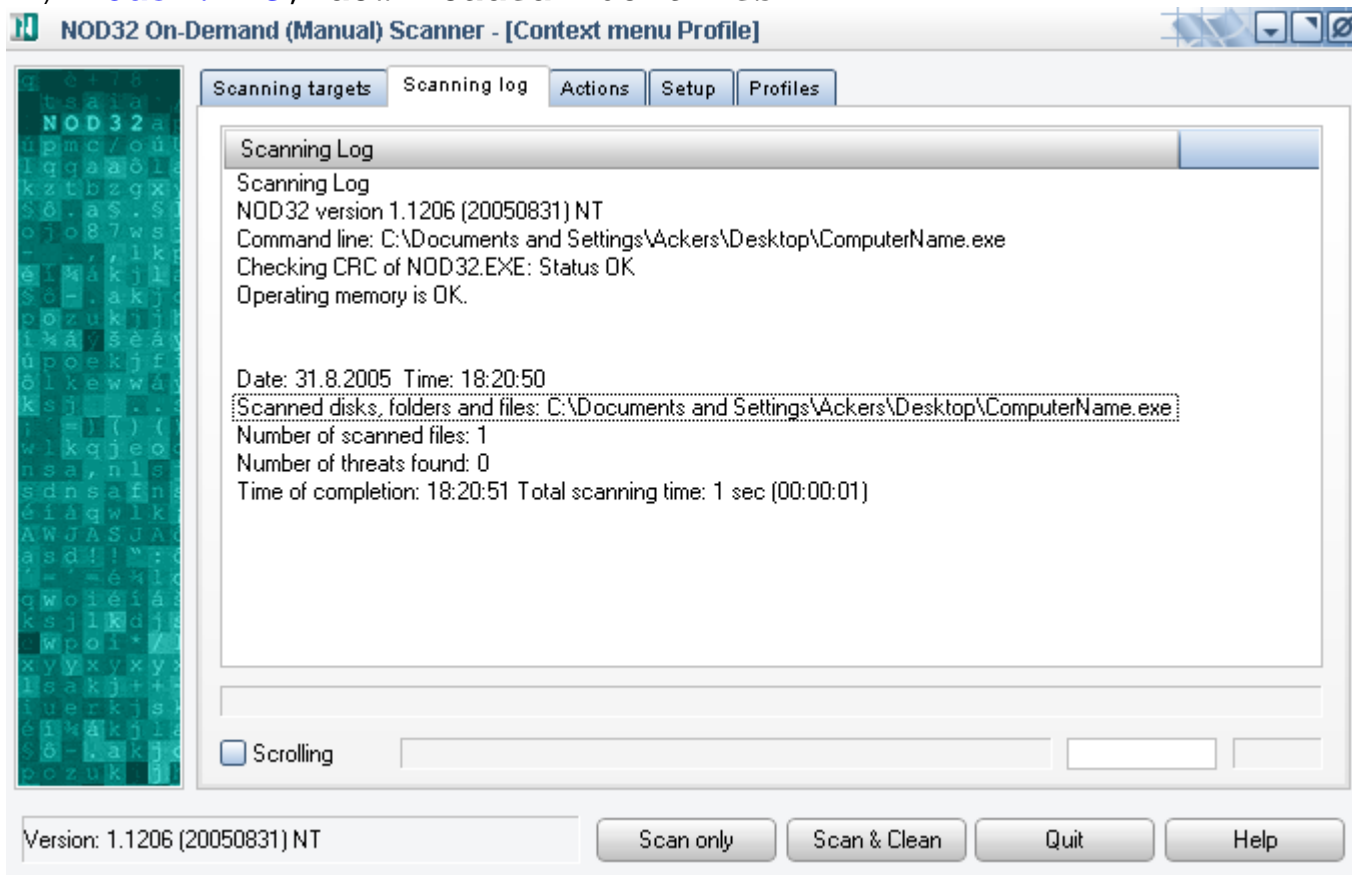 NOD32 On-Demand (Manual) Scanner - [Context menu Profile]
Scanning targets
Scanning log
Actions
Setup
Profiles
NOD32
Scanning Log
Scanning Log
NOD32 version 1.1206 (20050831) NT
Command line: C:\Documents and Settings\Ackers\Desktop\ComputerName.exe
Checking CRC of NOD32.EXE: Status OK
Operating memory is OK.
Date: 31.8.2005 Time: 18:20:50
Scanned disks, folders and files: C:\Documents and Settings\Ackers\Desktop\ComputerName.exe
Number of scanned files: 1
Number of threats found: 0
Time of completion: 18:20:51 Total scanning time: 1 sec (00:00:01)
Scrolling
Version: 1.1206 (20050831) NT
Scan only
Scan & Clean
Quit
Help